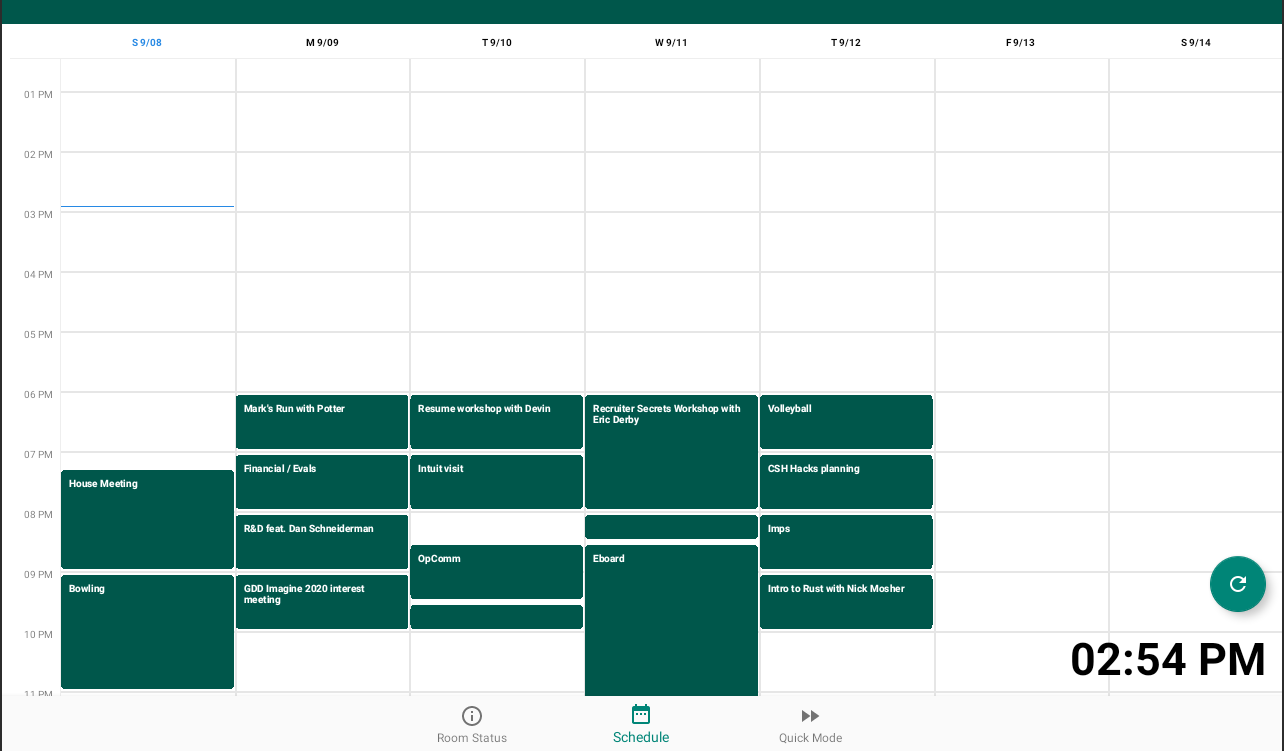 S 9/08
M 9/09
T 9/10
W 9/11
T 9/12
F 9/13
S 9/14
01 PM
02 PM
03 PM
04 PM
05 PM
06 PM
07 PM
08 PM
09 PM
10 PM
11 PM
House Meeting
Bowling
Mark's Run with Potter
Financial / Evals
R&D feat. Dan Schneiderman
GDD Imagine 2020 interest
meeting
Resume workshop with Devin
Intuit visit
OpComm
Recruiter Secrets Workshop with
Eric Derby
Eboard
Volleyball
CSH Hacks planning
Imps
Intro to Rust with Nick Mosher
02:54 PM
Room Status
Schedule
Quick Mode